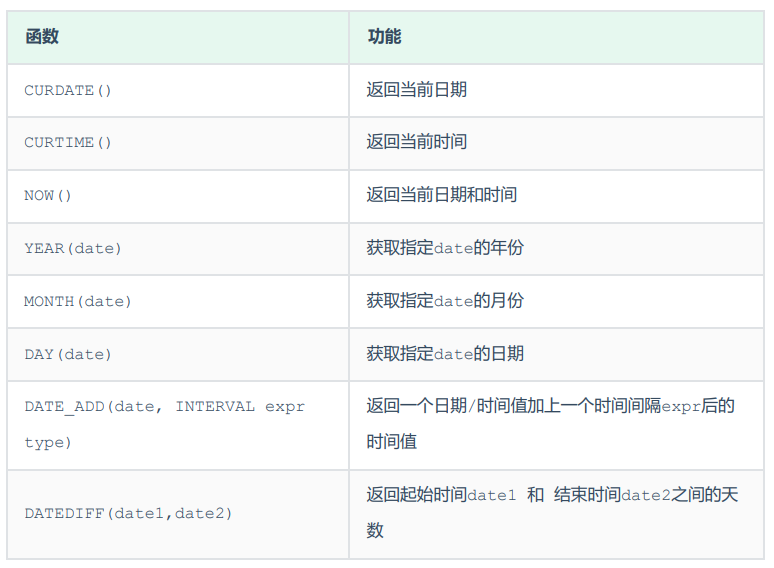 函数 功能
CURDATE() 返回当前日期
CURTIME() 返回当前时间
NOW() 返回当前日期和时间
YEAR(date) 获取指定date的年份
MONTH(date) 获取指定date的月份
DAY(date) 获取指定date的日期
DATE_ADD(date, INTERVAL expr
type)
返回一个日期/时间值加上一个时间间隔expr后的
时间值
DATEDIFF(date1,date2)
返回起始时间date1 和 结束时间date2之间的天
数